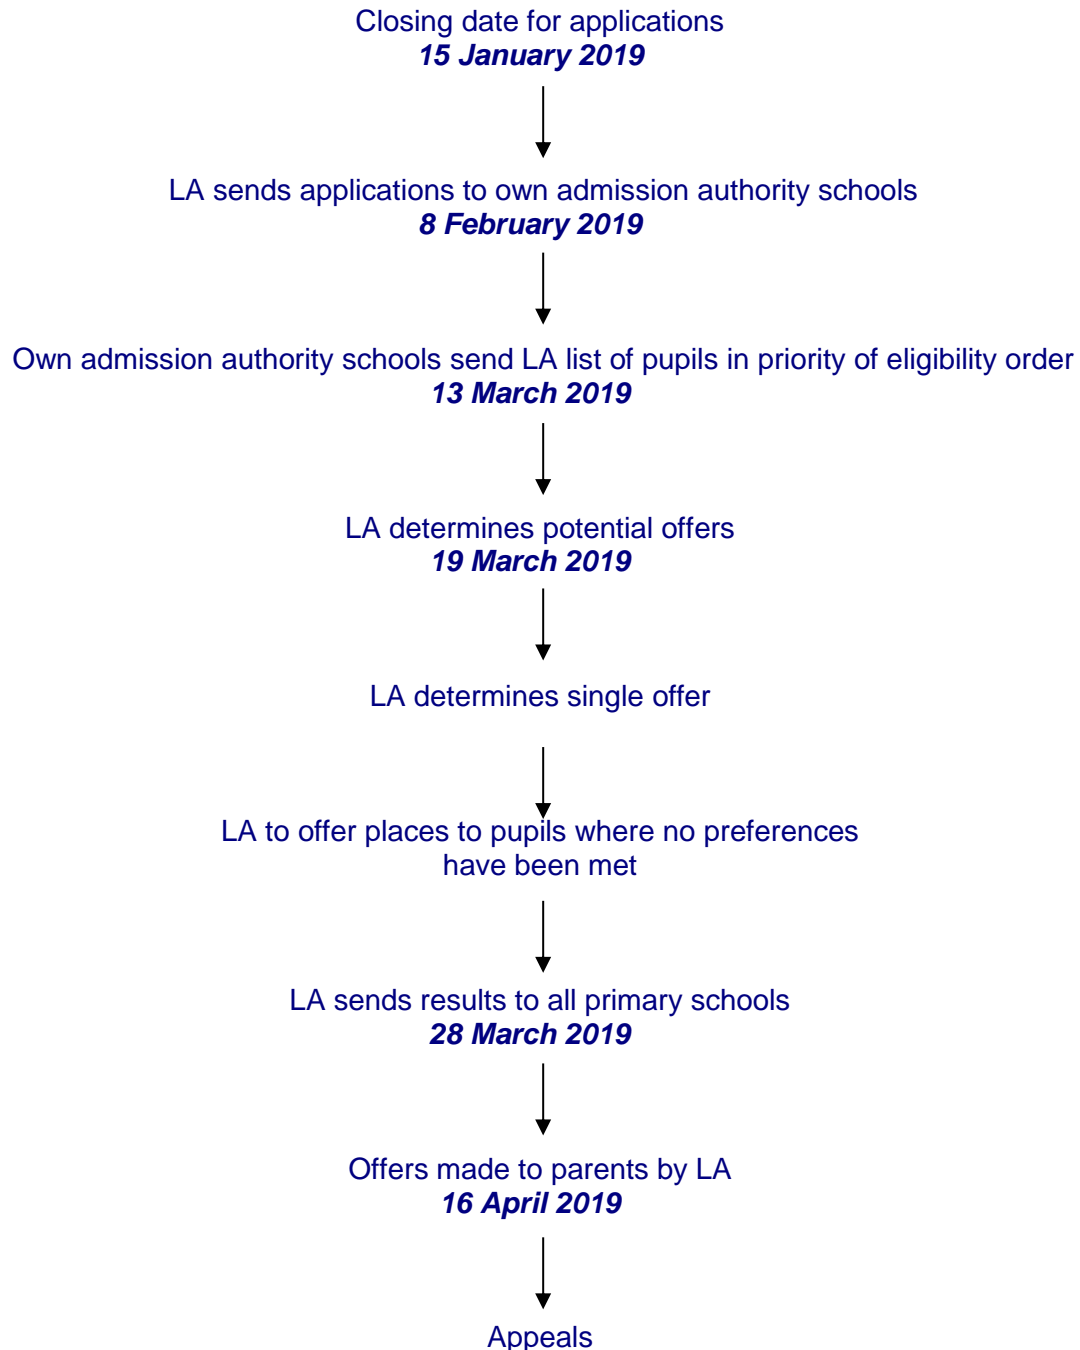 Closing date for applications
15 January 2019
LA sends applications to own admission authority schools
8 February 2019
Own admission authority schools send LA list of pupils in priority of eligibility order
13 March 2019
LA determines potential offers
19 March 2019
LA determines single offer
LA to offer places to pupils where no preferences
have been met
LA sends results to all primary schools
28 March 2019
Offers made to parents by LA
16 April 2019
Appeals